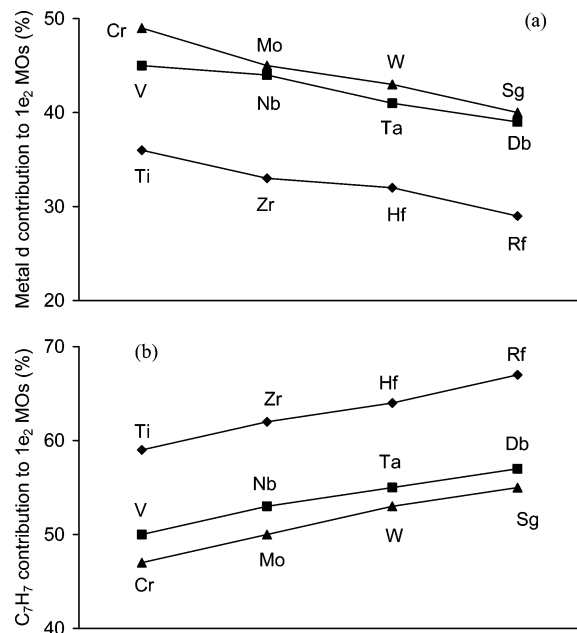 Metal d contribution to 1e₂ MOs (%)
50
40
30
20
(a)
Cr
Mo
W
Sg
V
Nb
Ta
Db
Ti
Zr
Hf
Rf
C₇H₇ contribution to 1e₂ MOs (%)
70
60
50
40
(b)
Ti
Zr
Hf
Rf
V
Nb
Ta
Db
Cr
Mo
W
Sg